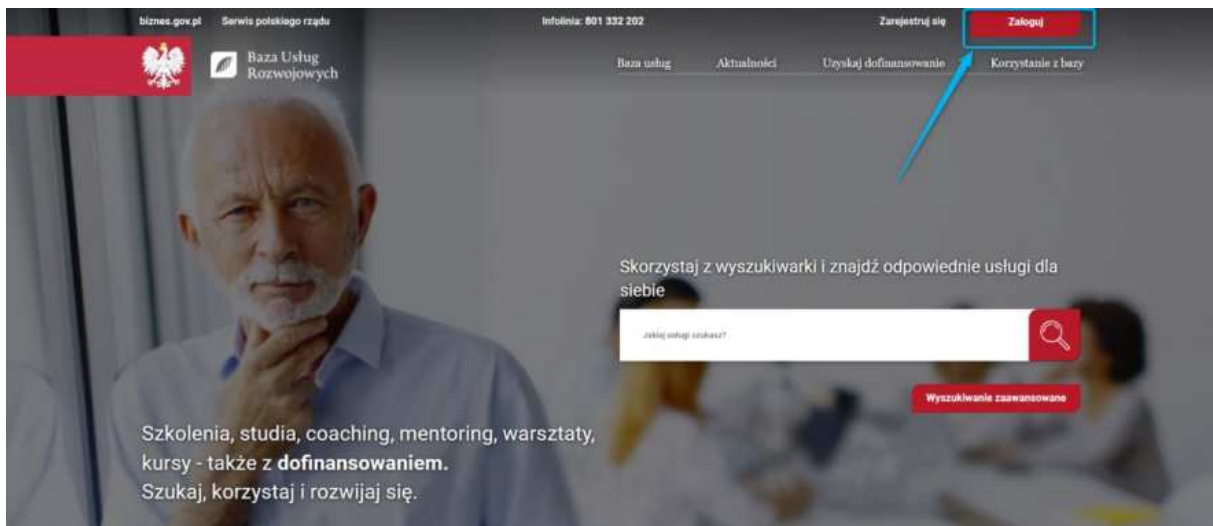 biznes.gov.pl Serwis polskiego rządu Infolinia: 801 332 202 Zarejestruj się Zaloguj
Baza Usług
Rozwojowych
Baza usług Aktualności Uzyskaj dofinansowanie Korzystanie z bazy
Skorzystaj z wyszukiwarki i znajdź odpowiednie usługi dla
siebie
Jakiej usługi szukasz?
Wyszukiwanie zaawansowane
Szkolenia, studia, coaching, mentoring, warsztaty,
kursy - także z dofinansowaniem.
Szukaj, korzystaj i rozwijaj się.